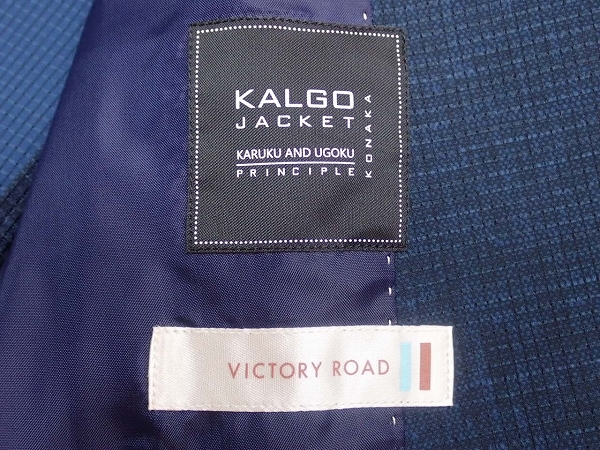 KALGO
JACKET
KARUKU AND UGOKU
PRINCIPLE
KONAKA
VICTORY ROAD